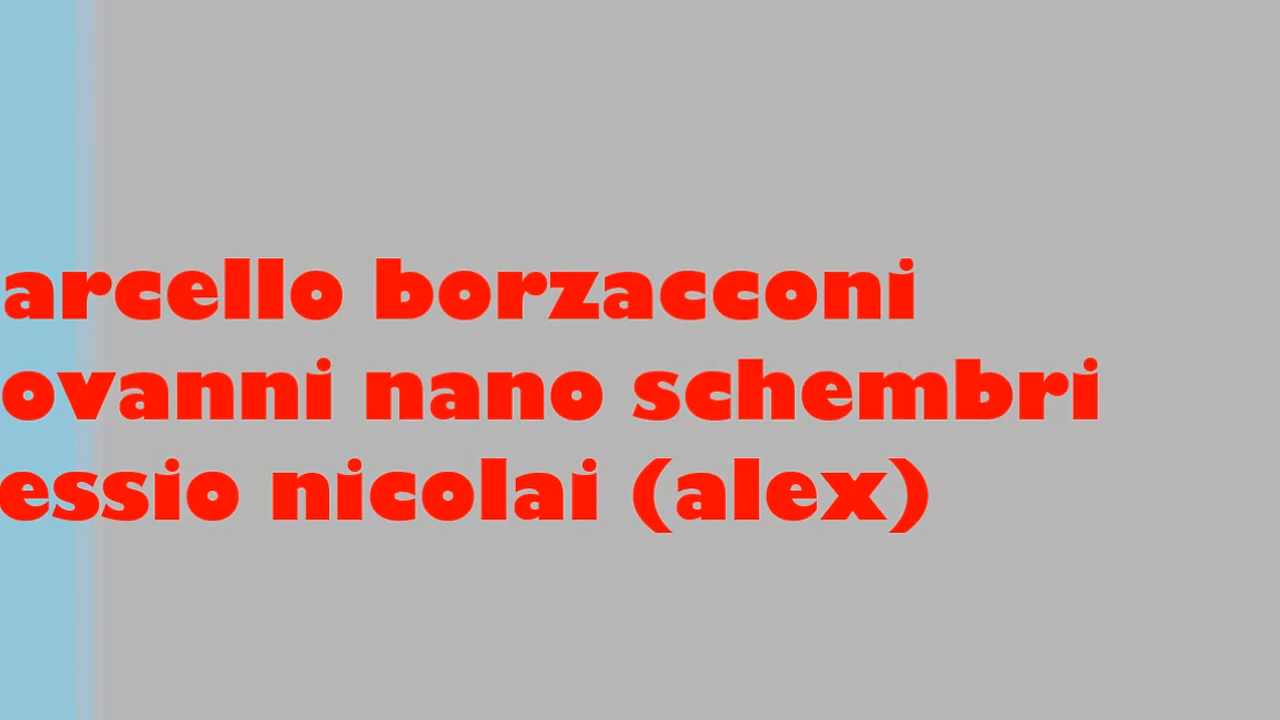 arcello borzacconi
ovanni nano schembri
essio nicolai (alex)